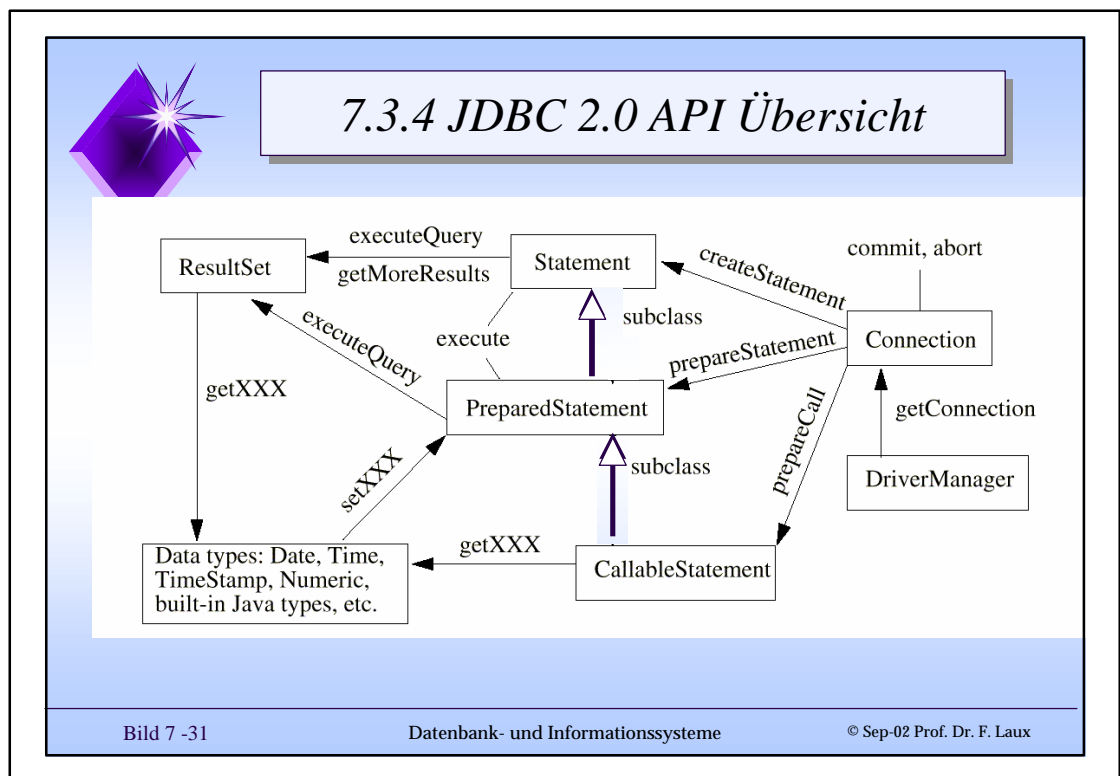 7.3.4 JDBC 2.0 API Übersicht
executeQuery
getMoreResults
ResultSet
Statement
createStatement
commit, abort
subclass
execute
executeQuery
prepareStatement
Connection
getXXX
PreparedStatement
getConnection
subclass
prepareCall
DriverManager
setXXX
getXXX
Data types: Date, Time,
TimeStamp, Numeric,
built-in Java types, etc.
CallableStatement
Bild 7 -31
Datenbank- und Informationssysteme
© Sep-02 Prof. Dr. F. Laux